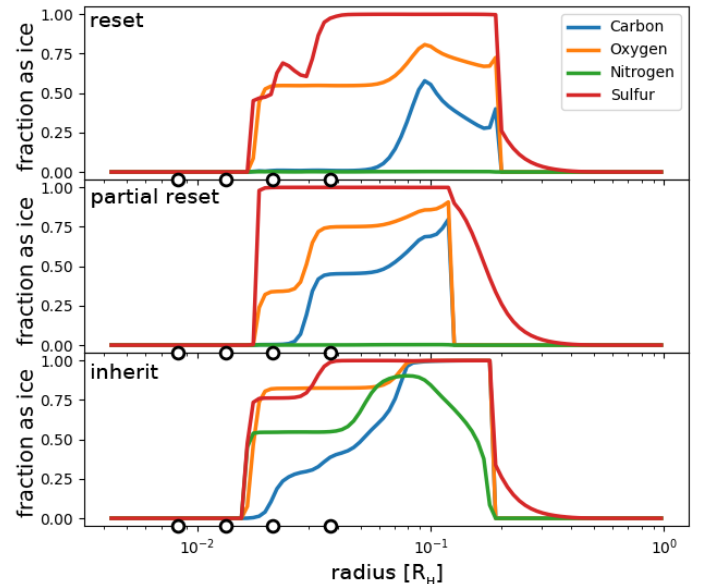 fraction as ice
1.00
0.75
0.50
0.25
0.00
reset
Carbon
Oxygen
Nitrogen
Sulfur
fraction as ice
1.00
0.75
0.50
0.25
0.00
partial reset
fraction as ice
1.00
0.75
0.50
0.25
0.00
inherit
10⁻² 10⁻¹ 10⁰
radius [R_H]